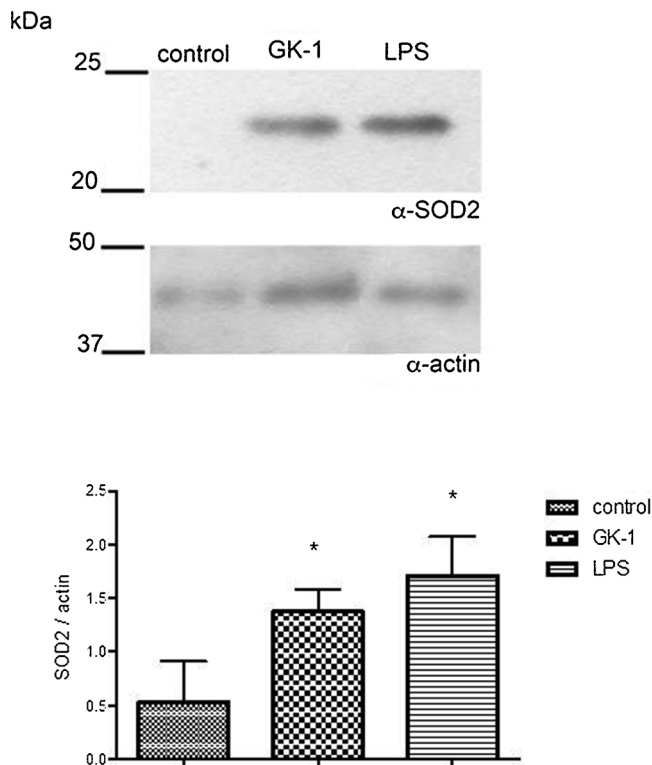 kDa
control GK-1 LPS
25
20
α-SOD2
50
37
α-actin
2.5
2.0
1.5
1.0
0.5
0.0
SOD2 / actin
* *
control
GK-1
LPS